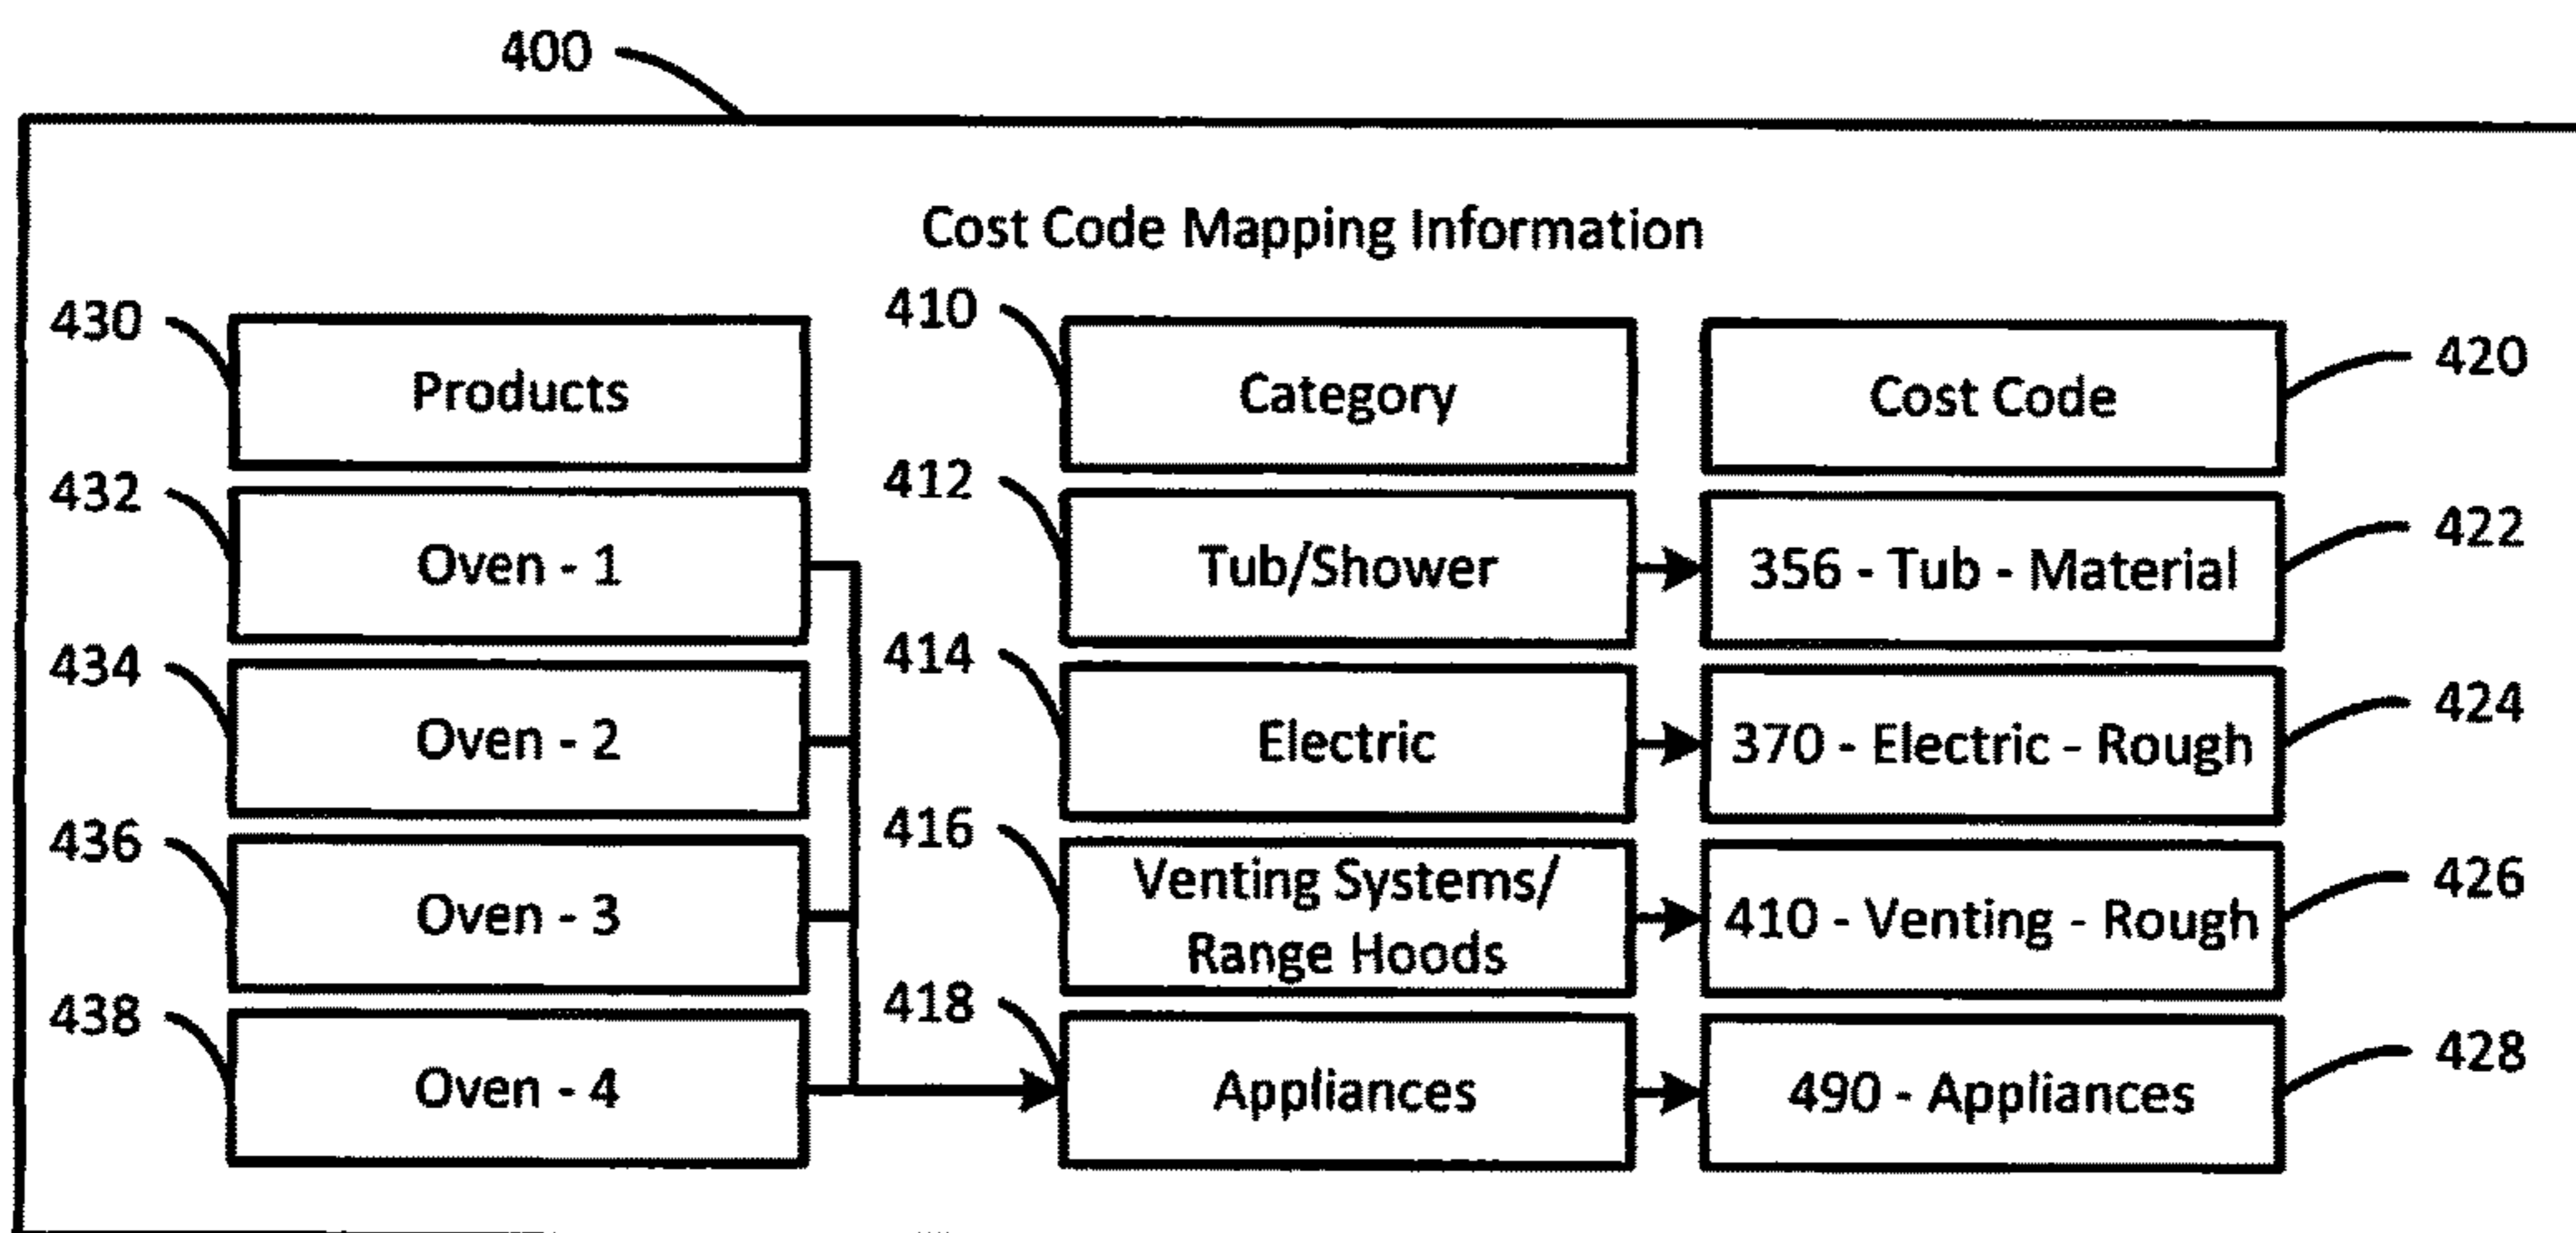 400
Cost Code Mapping Information
430
Products
410
Category
Cost Code
420
432
Oven - 1
412
Tub/Shower
356 - Tub - Material
422
434
Oven - 2
414
Electric
370 - Electric - Rough
424
436
Oven - 3
416
Venting Systems/
Range Hoods
410 - Venting - Rough
426
438
Oven - 4
418
Appliances
490 - Appliances
428